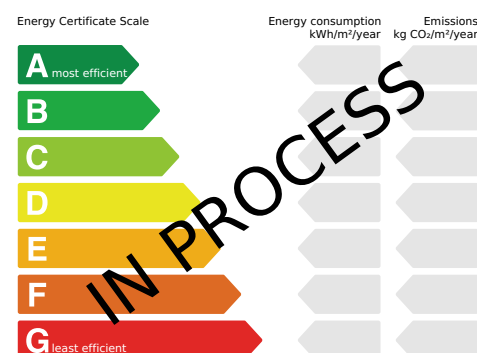 Energy Certificate Scale
Energy consumption
kWh/m²/year
Emissions
kg CO₂/m²/year
A most efficient
B
C
D
E
F
G least efficient
IN PROCESS